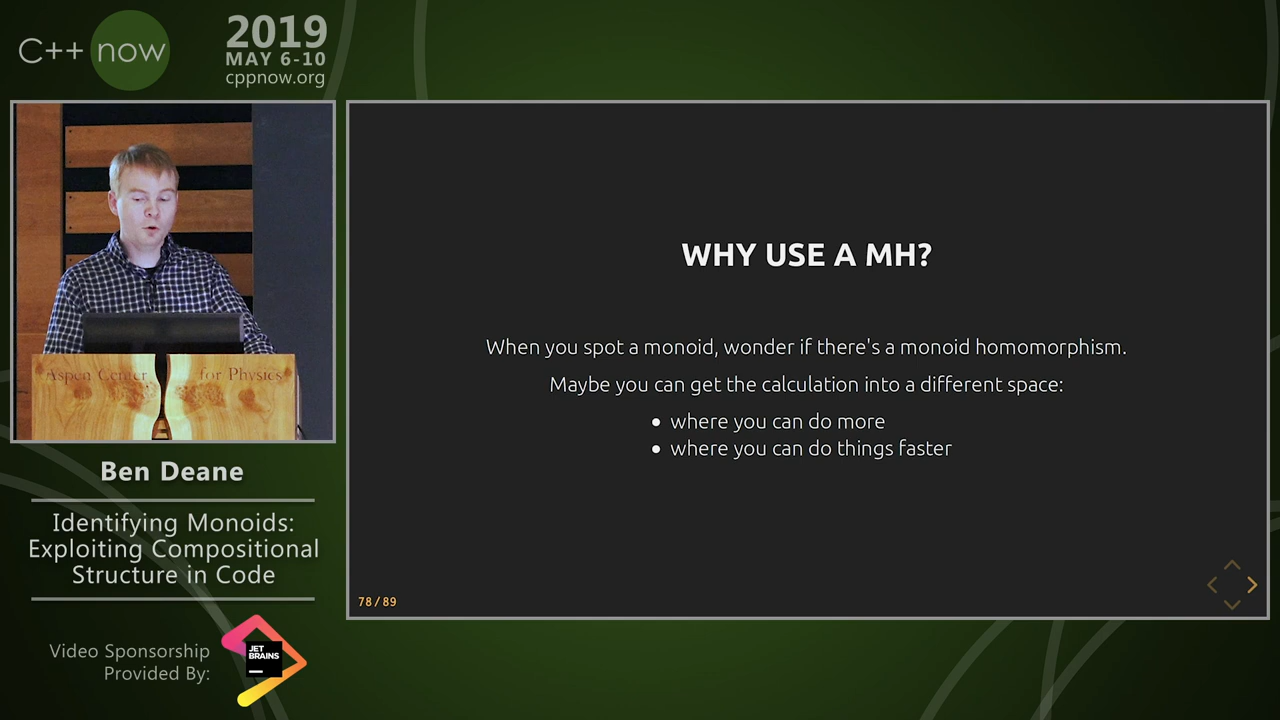 C++ now
2019
MAY 6-10
cppnow.org
Aspen Center for Physics
Ben Deane
Identifying Monoids:
Exploiting Compositional
Structure in Code
Video Sponsorship
Provided By:
JET
BRAINS
WHY USE A MH?
When you spot a monoid, wonder if there's a monoid homomorphism.
Maybe you can get the calculation into a different space:
• where you can do more
• where you can do things faster
78/89